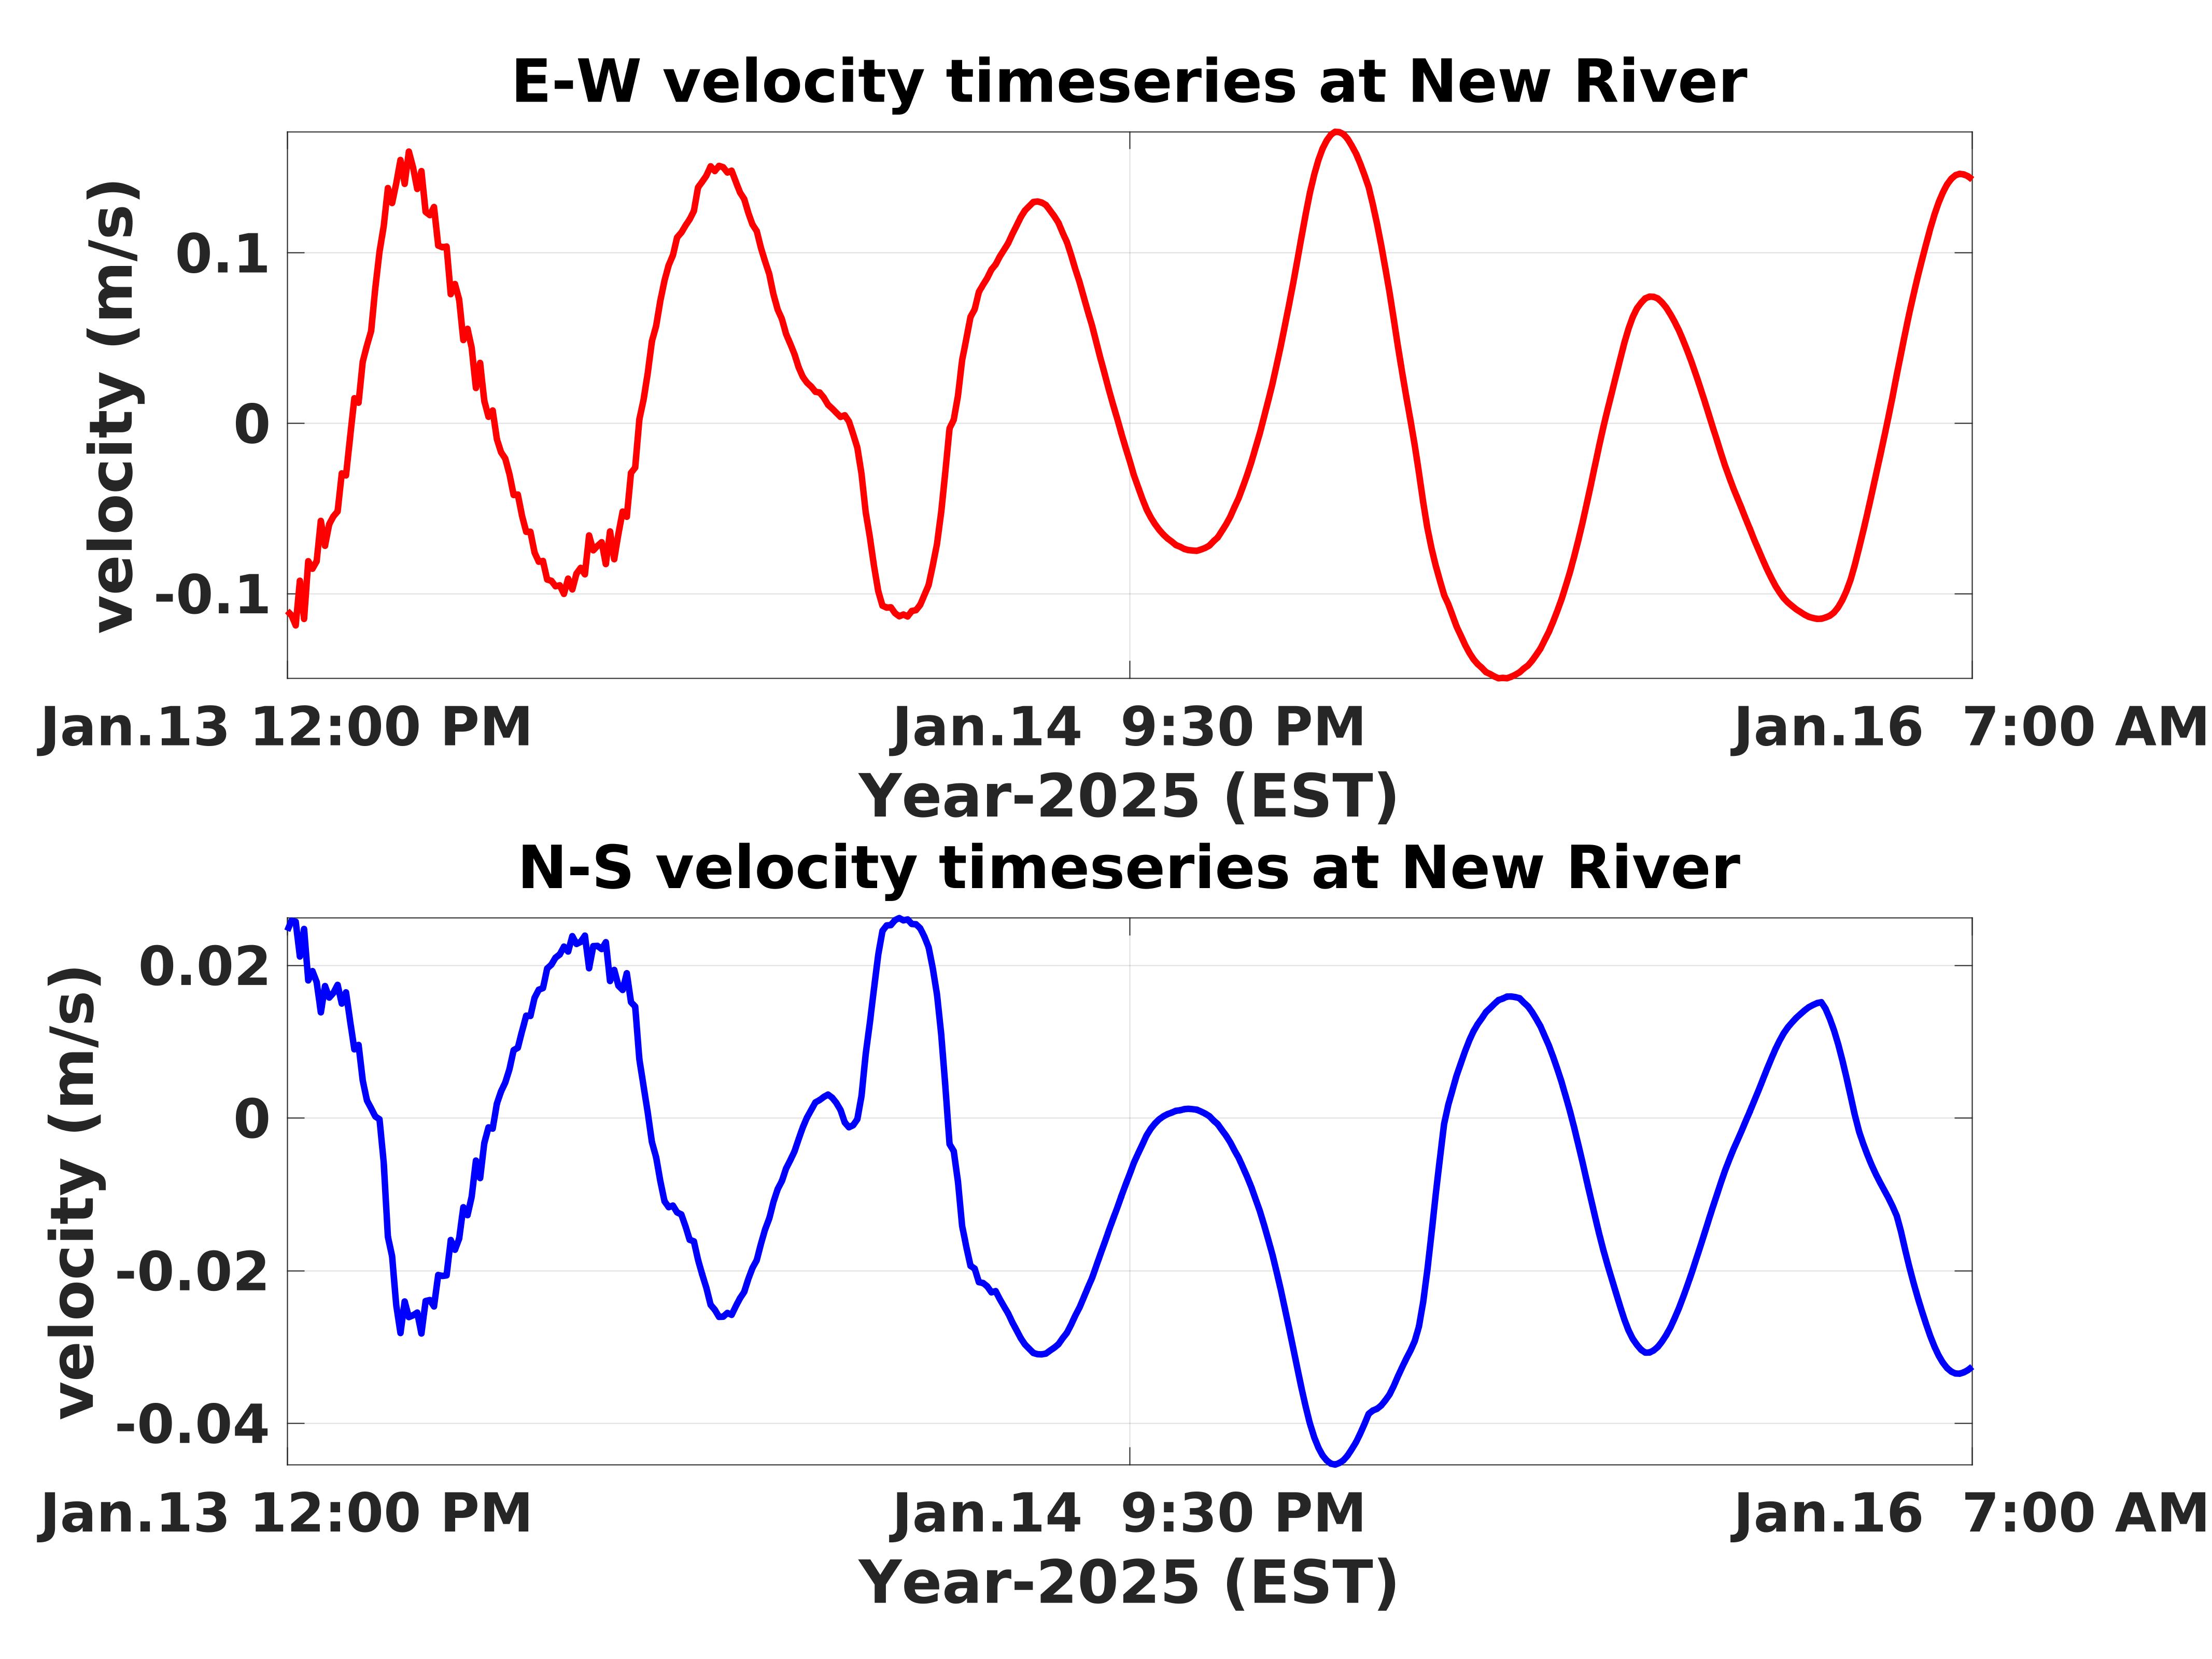 E-W velocity timeseries at New River
velocity (m/s)
0.1
0
-0.1
Jan.13 12:00 PM
Jan.14  9:30 PM
Jan.16  7:00 AM
Year-2025 (EST)
N-S velocity timeseries at New River
velocity (m/s)
0.02
0
-0.02
-0.04
Jan.13 12:00 PM
Jan.14  9:30 PM
Jan.16  7:00 AM
Year-2025 (EST)